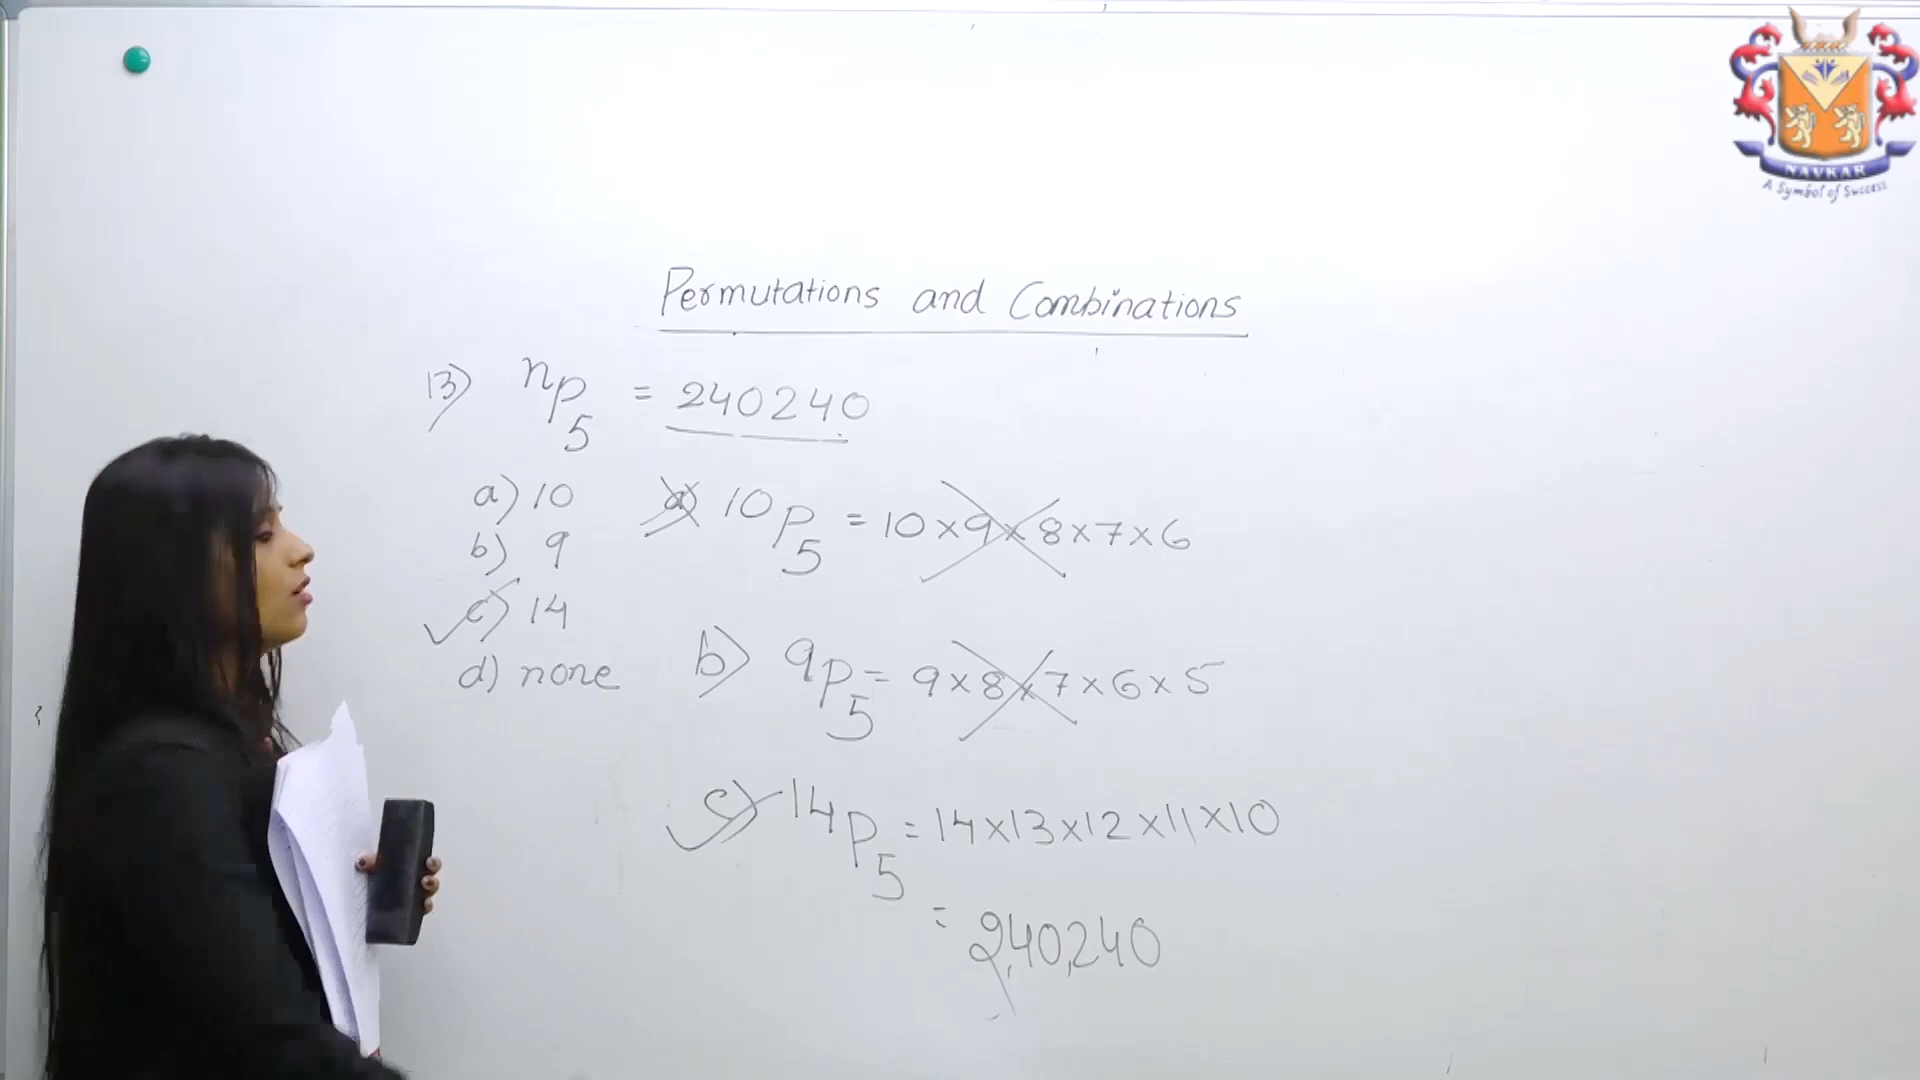 NAVKAR
A Symbol of Success
Permutations and Combinations
13) nP5 = 240240
a) 10
b) 9
c) 14
d) none
a) 10P5 = 10×9×8×7×6
b) 9P5 = 9×8×7×6×5
c) 14P5 = 14×13×12×11×10
= 2,40,240